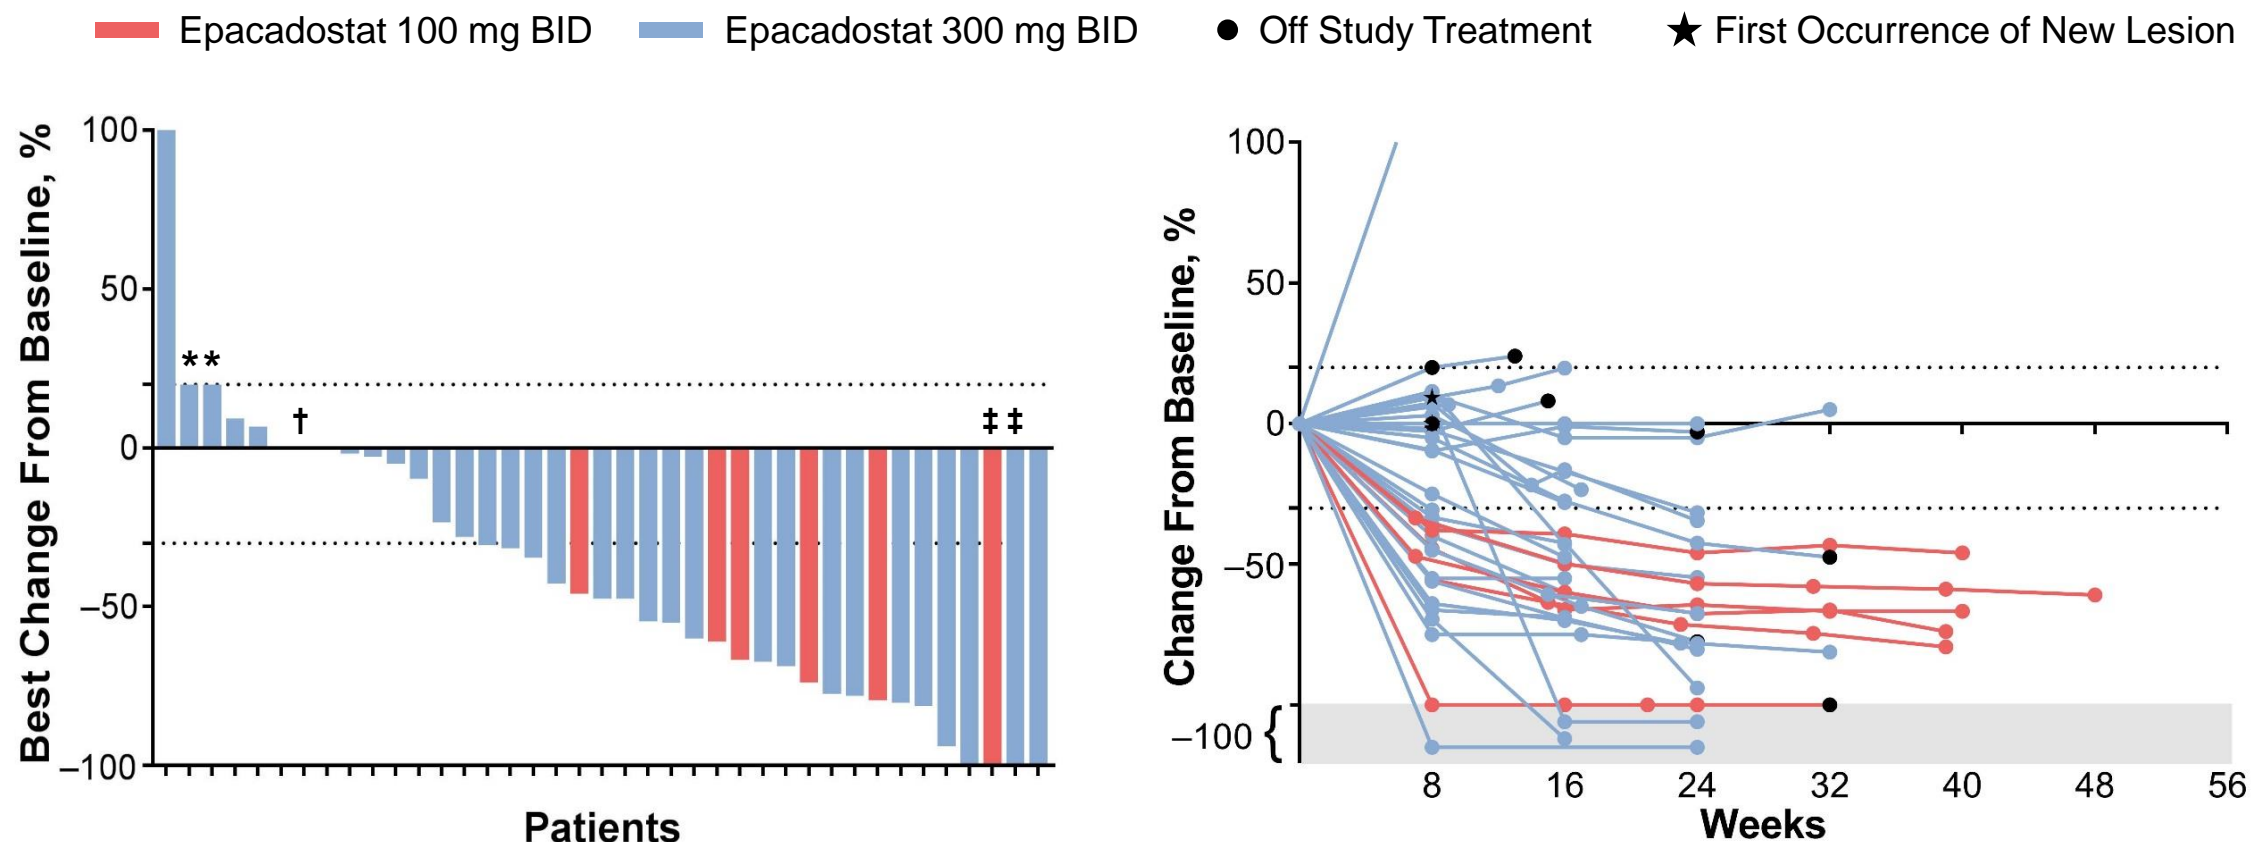 Epacadostat 100 mg BID Epacadostat 300 mg BID ● Off Study Treatment ★ First Occurrence of New Lesion
Best Change From Baseline, %
100
50
0
–50
–100
**
†
‡‡
Patients
Change From Baseline, %
100
50
0
–50
–100 {
8 16 24 32 40 48 56
Weeks